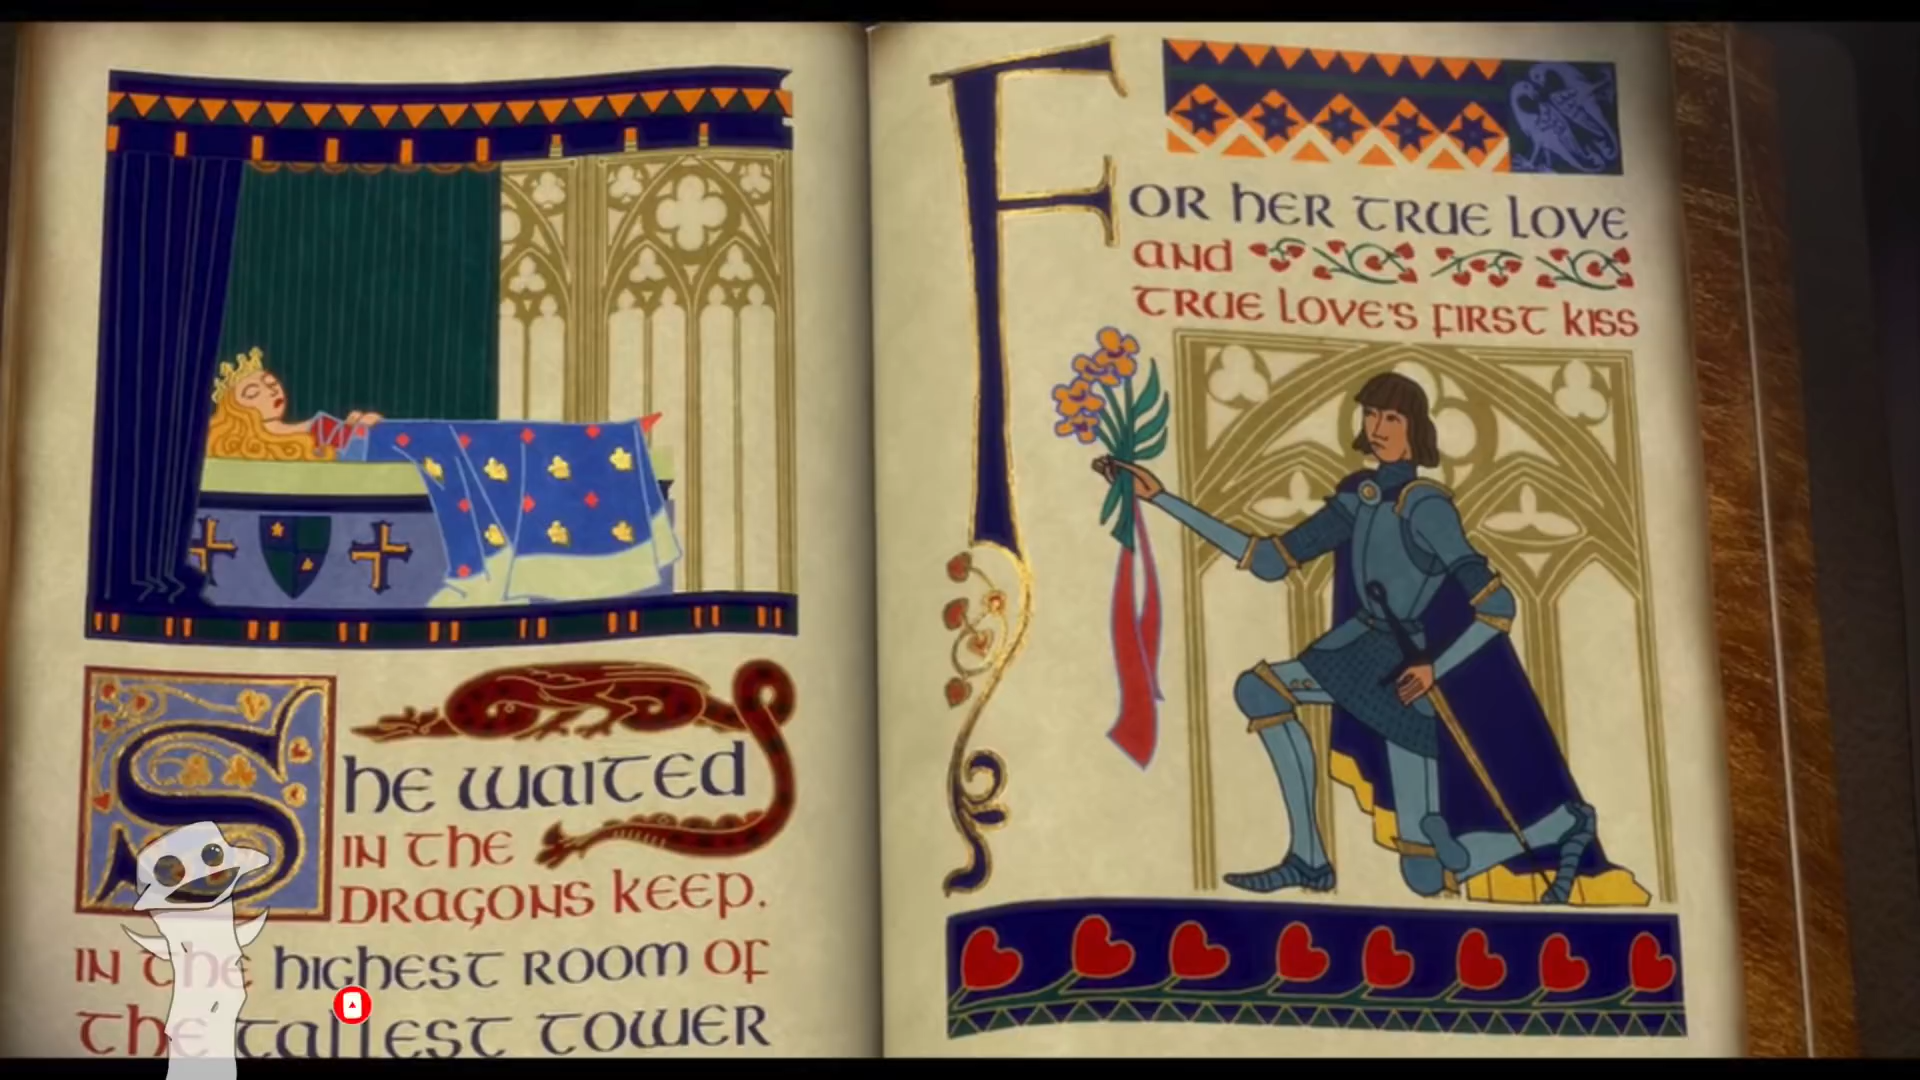 She waited
in the
dragons keep.
in the highest room of
the tallest tower
For her true love
and
true love's first kiss